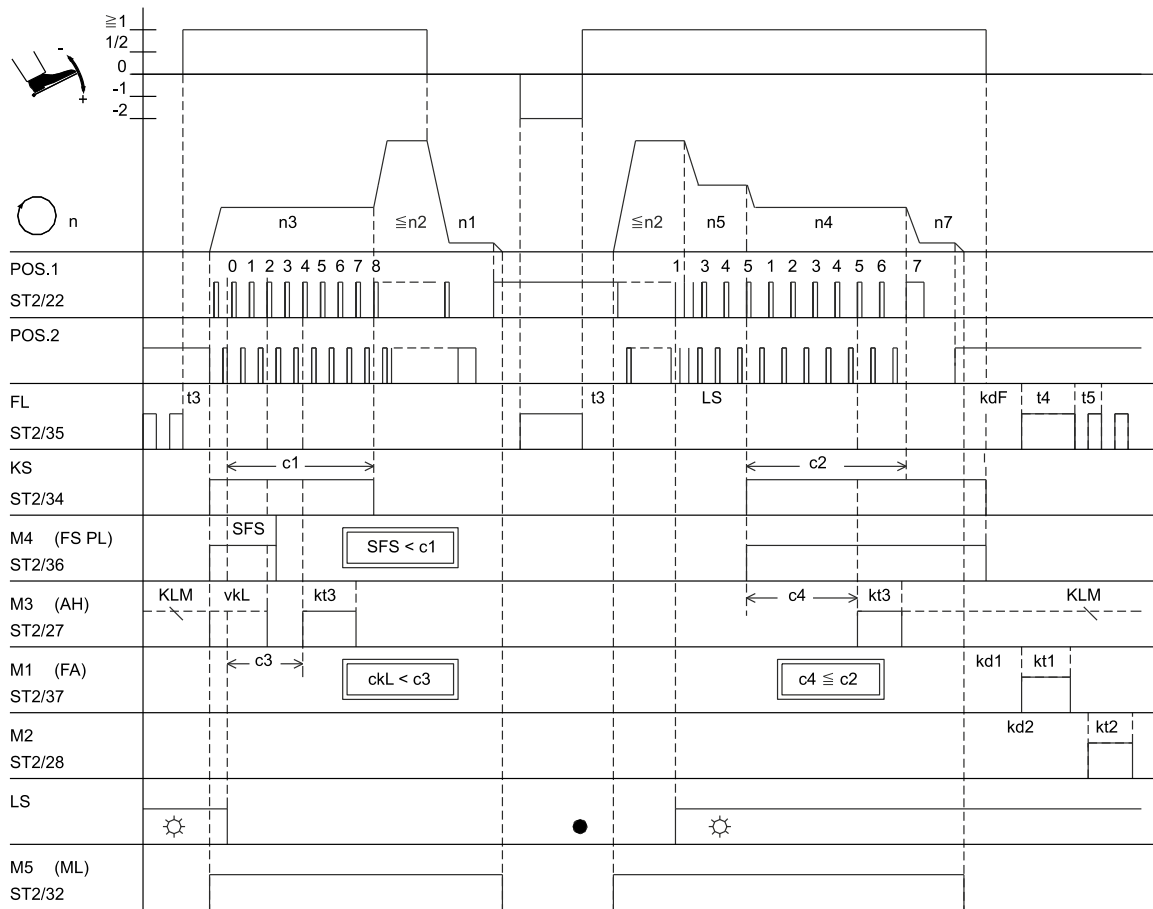 ≧1
1/2
0
-1
-2
-
+
n
n3
≦n2
n1
≦n2
n5
n4
n7
POS.1
0 1 2 3 4 5 6 7 8
1 3 4 5 1 2 3 4 5 6 7
ST2/22
POS.2
FL
t3
t3
LS
kdF
t4
t5
ST2/35
KS
c1
c2
ST2/34
M4 (FS PL)
SFS
SFS < c1
ST2/36
M3 (AH)
KLM
vkL
kt3
c4
kt3
KLM
ST2/27
M1 (FA)
c3
ckL < c3
c4 ≦ c2
kd1
kt1
ST2/37
M2
kd2
kt2
ST2/28
LS
M5 (ML)
ST2/32